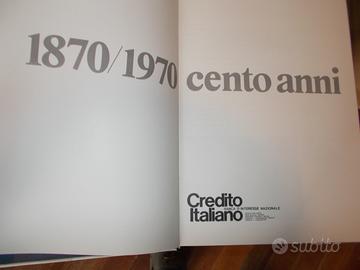 1870/1970 cento anni
Credito
BANCA D'INTERESSE NAZIONALE
Italiano
subito